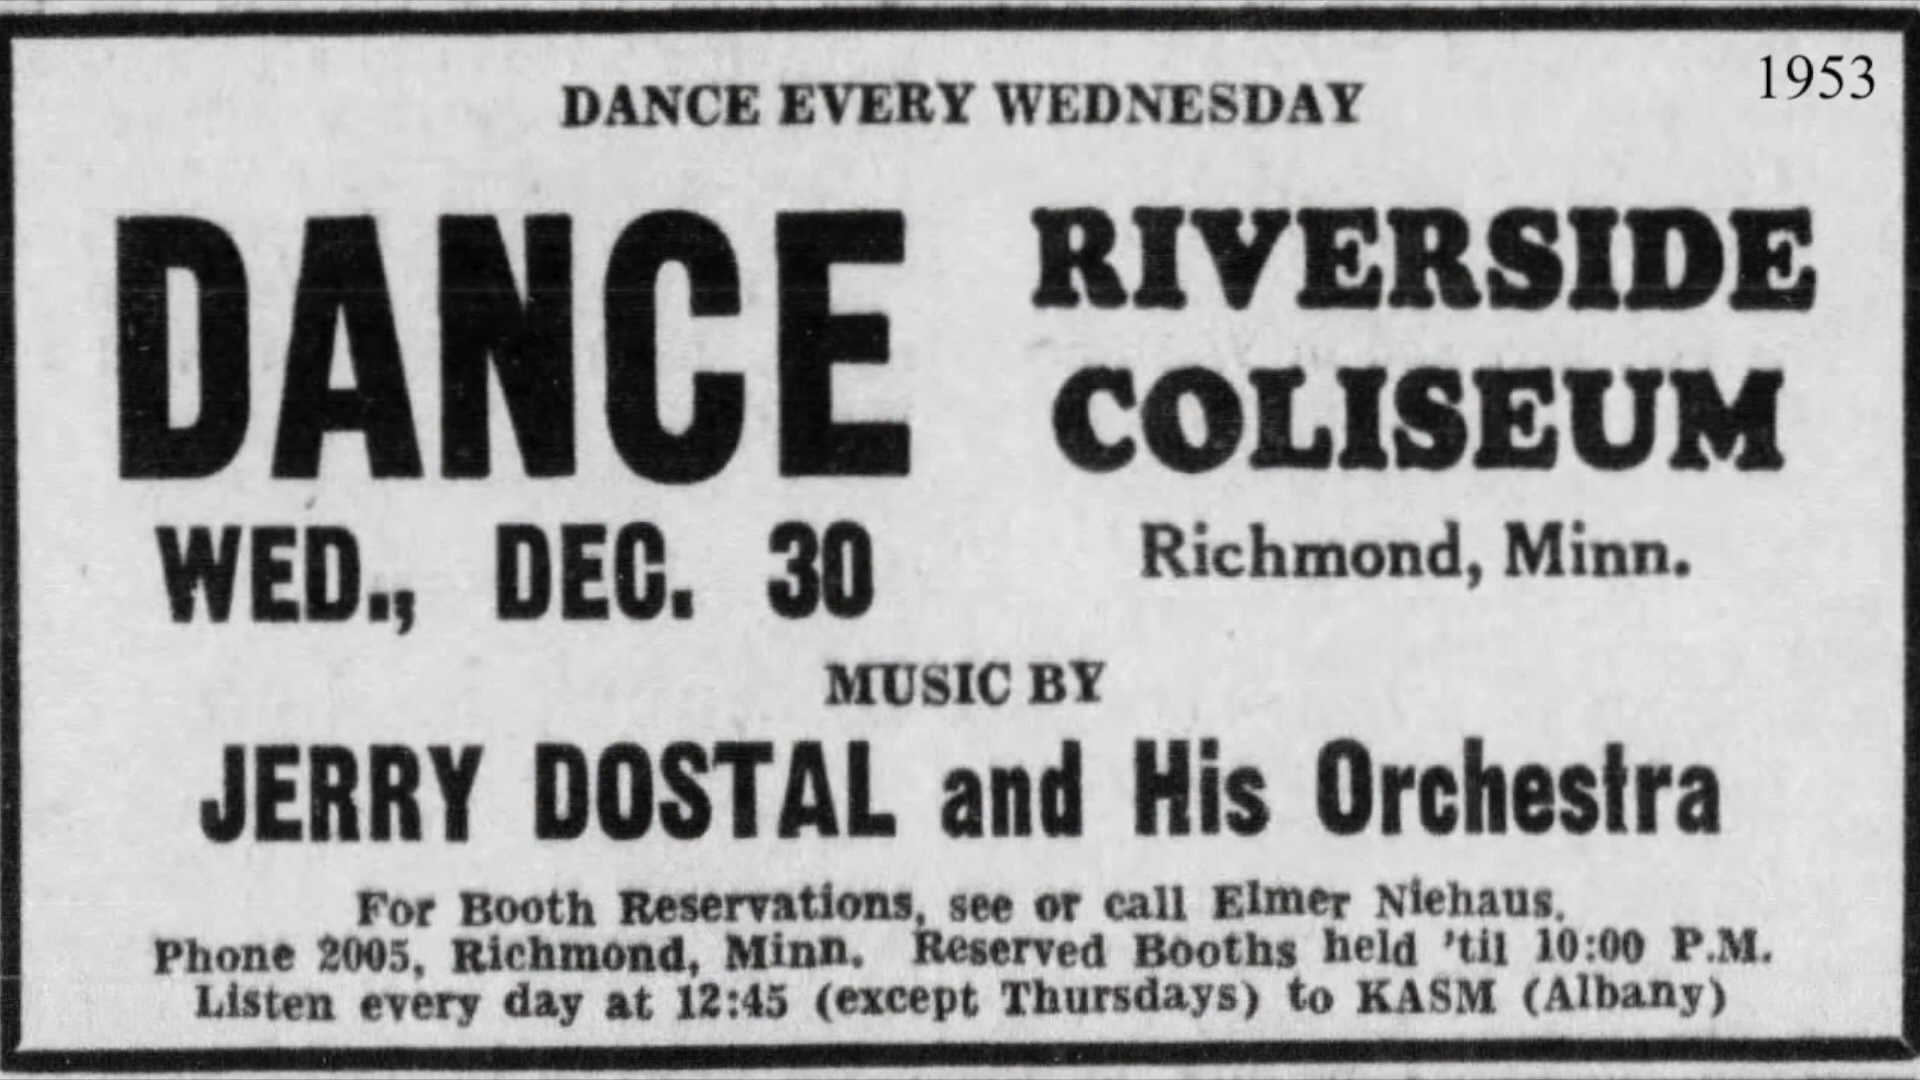 1953
DANCE EVERY WEDNESDAY
DANCE
WED., DEC. 30
RIVERSIDE
COLISEUM
Richmond, Minn.
MUSIC BY
JERRY DOSTAL and His Orchestra
For Booth Reservations, see or call Elmer Niehaus.
Phone 2005, Richmond, Minn. Reserved Booths held 'til 10:00 P.M.
Listen every day at 12:45 (except Thursdays) to KASM (Albany)